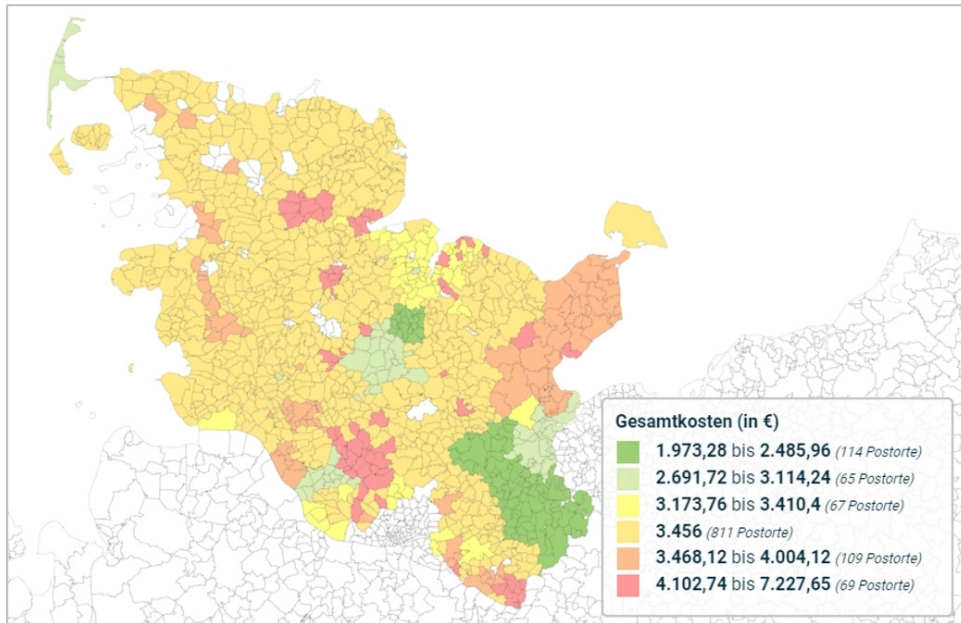 Gesamtkosten (in €)
1.973,28 bis 2.485,96 (114 Postorte)
2.691,72 bis 3.114,24 (65 Postorte)
3.173,76 bis 3.410,4 (67 Postorte)
3.456 (811 Postorte)
3.468,12 bis 4.004,12 (109 Postorte)
4.102,74 bis 7.227,65 (69 Postorte)